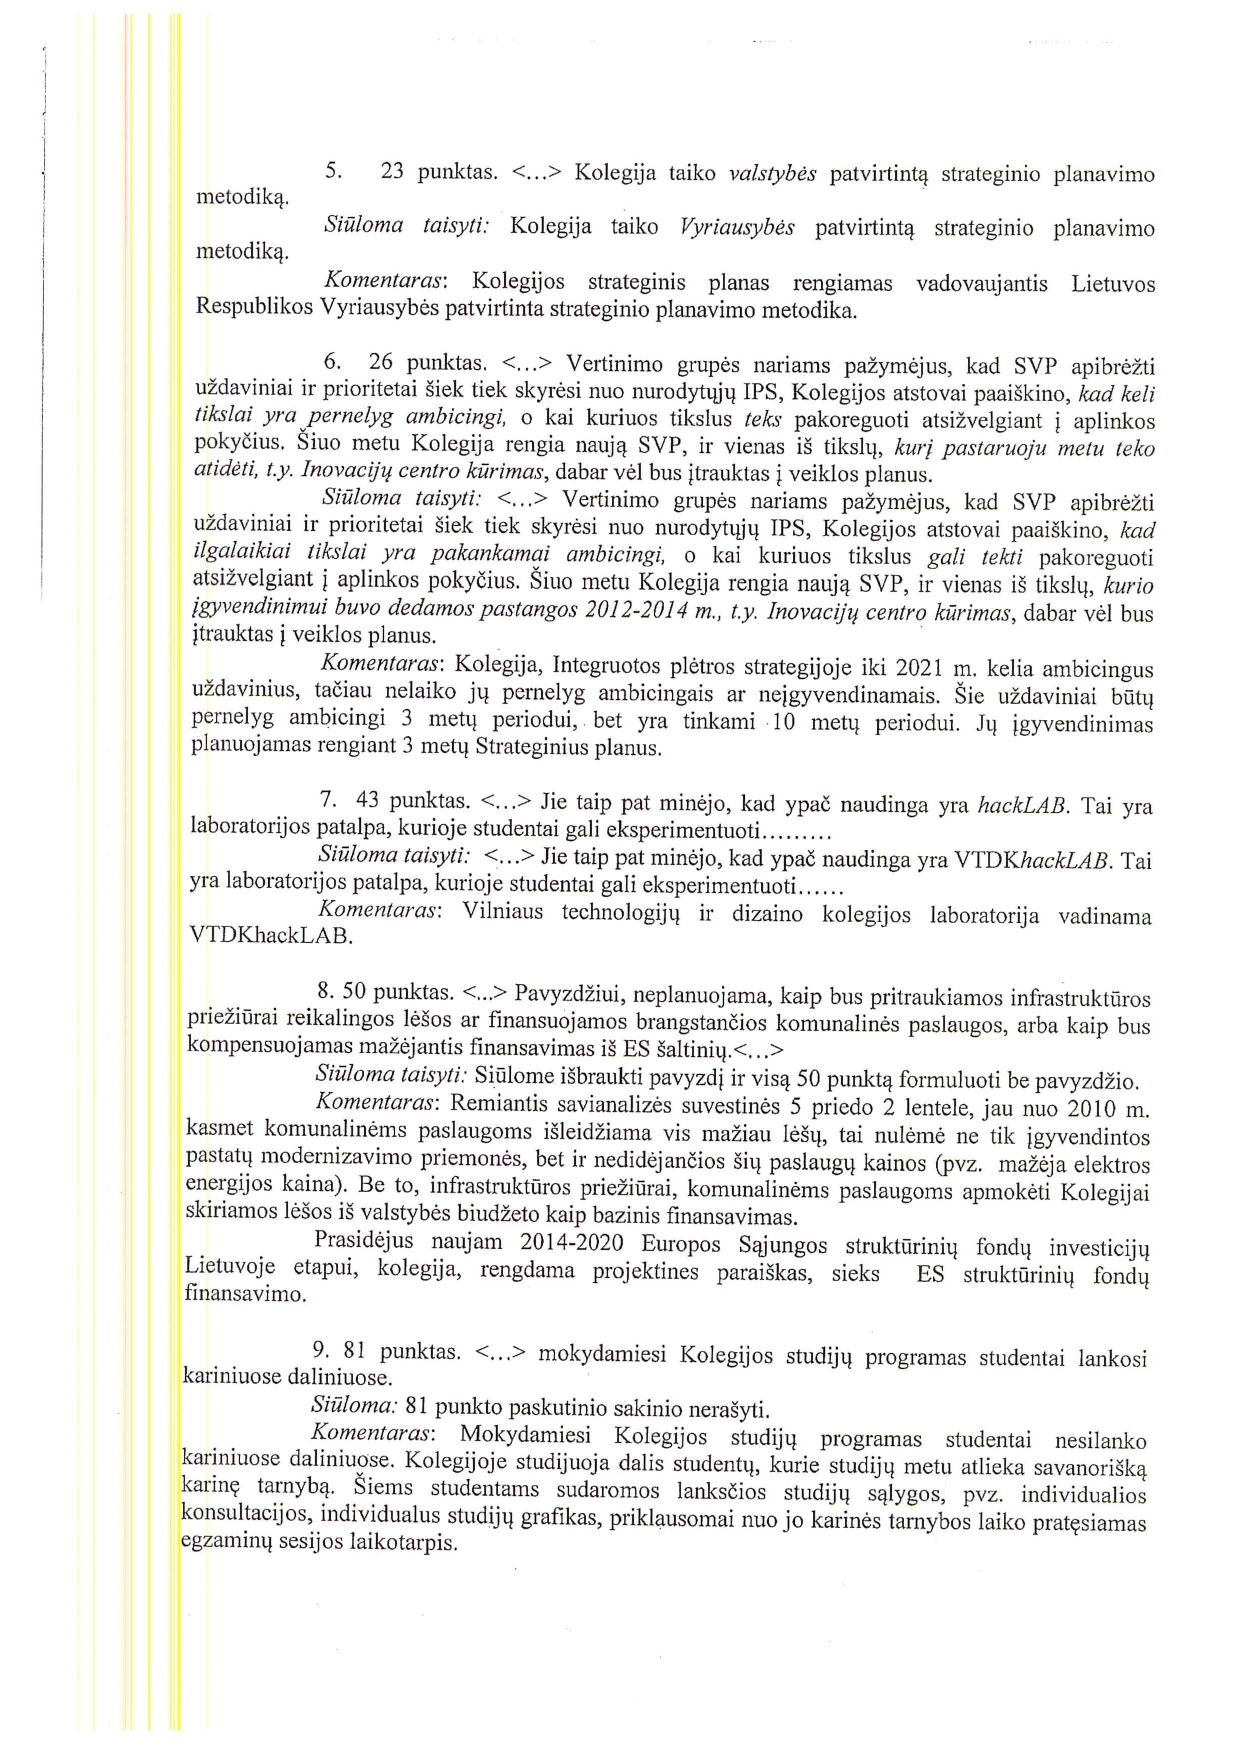 5. 23 punktas. <...> Kolegija taiko valstybės patvirtintą strateginio planavimo
metodiką.
Siūloma taisyti: Kolegija taiko Vyriausybės patvirtintą strateginio planavimo
metodiką.
Komentaras: Kolegijos strateginis planas rengiamas vadovaujantis Lietuvos
Respublikos Vyriausybės patvirtinta strateginio planavimo metodika.
6. 26 punktas. <...> Vertinimo grupės nariams pažymėjus, kad SVP apibrėžti
uždaviniai ir prioritetai šiek tiek skyrėsi nuo nurodytųjų IPS, Kolegijos atstovai paaiškino, kad keli
tikslai yra pernelyg ambicingi, o kai kuriuos tikslus teks pakoreguoti atsižvelgiant į aplinkos
pokyčius. Šiuo metu Kolegija rengia naują SVP, ir vienas iš tikslų, kurį pastaruoju metu teko
atidėti, t.y. Inovacijų centro kūrimas, dabar vėl bus įtrauktas į veiklos planus.
Siūloma taisyti: <...> Vertinimo grupės nariams pažymėjus, kad SVP apibrėžti
uždaviniai ir prioritetai šiek tiek skyrėsi nuo nurodytųjų IPS, Kolegijos atstovai paaiškino, kad
ilgalaikiai tikslai yra pakankamai ambicingi, o kai kuriuos tikslus gali tekti pakoreguoti
atsižvelgiant į aplinkos pokyčius. Šiuo metu Kolegija rengia naują SVP, ir vienas iš tikslų, kurio
įgyvendinimui buvo dedamos pastangos 2012-2014 m., t.y. Inovacijų centro kūrimas, dabar vėl bus
įtrauktas į veiklos planus.
Komentaras: Kolegija, Integruotos plėtros strategijoje iki 2021 m. kelia ambicingus
uždavinius, tačiau nelaiko jų pernelyg ambicingais ar neįgyvendinamais. Šie uždaviniai būtų
pernelyg ambicingi 3 metų periodui, bet yra tinkami 10 metų periodui. Jų įgyvendinimas
planuojamas rengiant 3 metų Strateginius planus.
7. 43 punktas. <...> Jie taip pat minėjo, kad ypač naudinga yra hackLAB. Tai yra
laboratorijos patalpa, kurioje studentai gali eksperimentuoti.........
Siūloma taisyti: <...> Jie taip pat minėjo, kad ypač naudinga yra VTDKhackLAB. Tai
yra laboratorijos patalpa, kurioje studentai gali eksperimentuoti......
Komentaras: Vilniaus technologijų ir dizaino kolegijos laboratorija vadinama
VTDKhackLAB.
8. 50 punktas. <...> Pavyzdžiui, neplanuojama, kaip bus pritraukiamos infrastruktūros
priežiūrai reikalingos lėšos ar finansuojamos brangstančios komunalinės paslaugos, arba kaip bus
kompensuojamas mažėjantis finansavimas iš ES šaltinių.<...>
Siūloma taisyti: Siūlome išbraukti pavyzdį ir visą 50 punktą formuluoti be pavyzdžio.
Komentaras: Remiantis savianalizės suvestinės 5 priedo 2 lentele, jau nuo 2010 m.
kasmet komunalinėms paslaugoms išleidžiama vis mažiau lėšų, tai nulėmė ne tik įgyvendintos
pastatų modernizavimo priemonės, bet ir nedidėjančios šių paslaugų kainos (pvz. mažėja elektros
energijos kaina). Be to, infrastruktūros priežiūrai, komunalinėms paslaugoms apmokėti Kolegijai
skiriamos lėšos iš valstybės biudžeto kaip bazinis finansavimas.
Prasidėjus naujam 2014-2020 Europos Sąjungos struktūrinių fondų investicijų
Lietuvoje etapui, kolegija, rengdama projektines paraiškas, sieks ES struktūrinių fondų
finansavimo.
9. 81 punktas. <...> mokydamiesi Kolegijos studijų programas studentai lankosi
kariniuose daliniuose.
Siūloma: 81 punkto paskutinio sakinio nerašyti.
Komentaras: Mokydamiesi Kolegijos studijų programas studentai nesilanko
kariniuose daliniuose. Kolegijoje studijuoja dalis studentų, kurie studijų metu atlieka savanorišką
karinę tarnybą. Šiems studentams sudaromos lanksčios studijų sąlygos, pvz. individualios
konsultacijos, individualus studijų grafikas, priklausomai nuo jo karinės tarnybos laiko pratęsiamas
egzaminų sesijos laikotarpis.